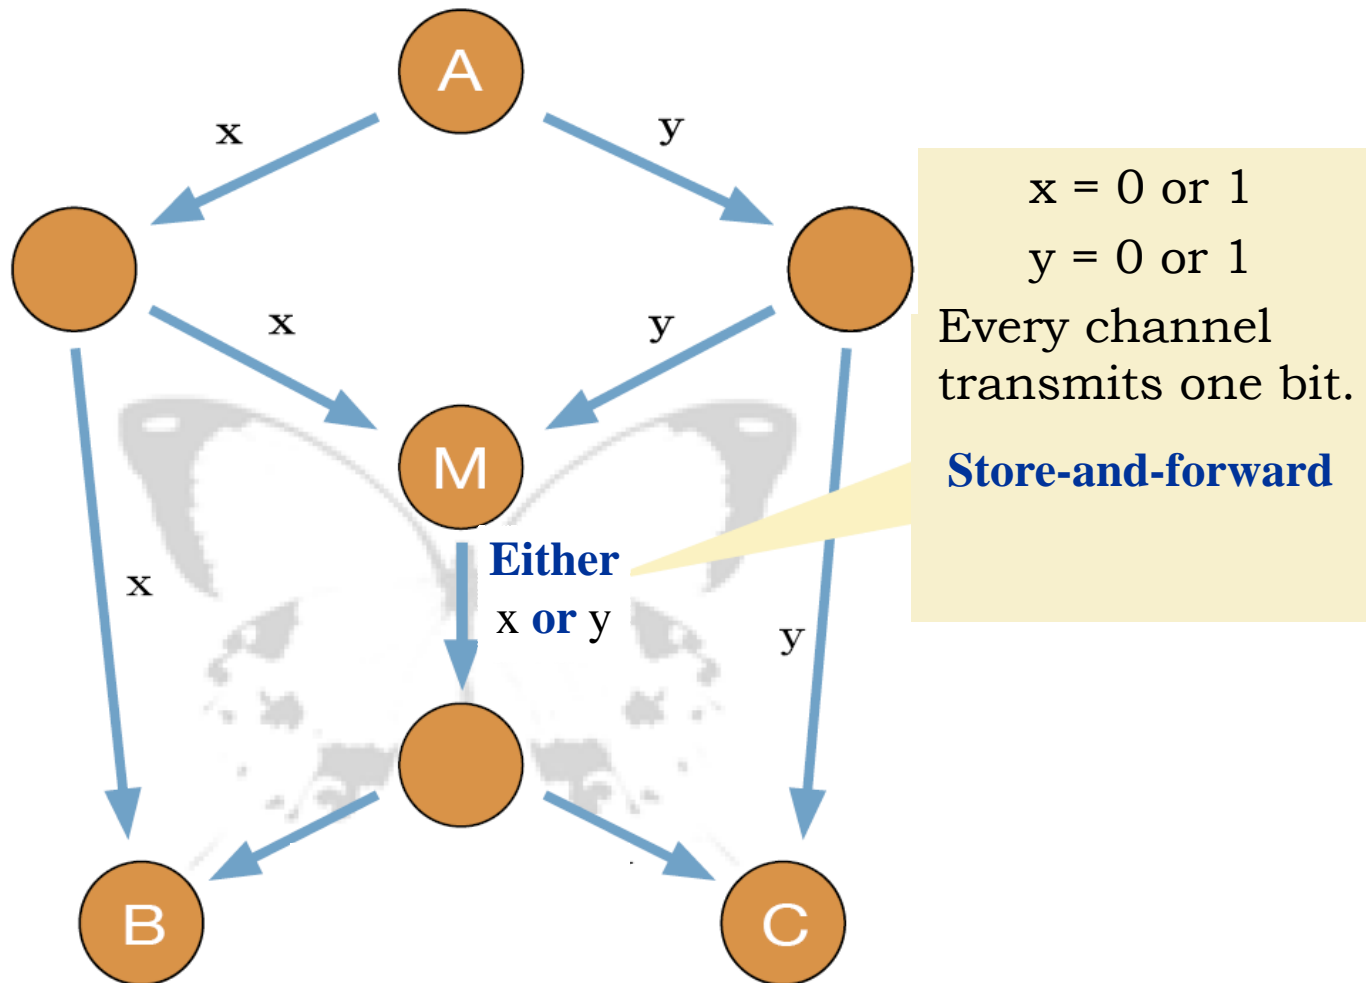 A
x
y
x = 0 or 1
y = 0 or 1
Every channel
transmits one bit.
Store-and-forward
x
y
M
Either
x or y
x
y
B
C